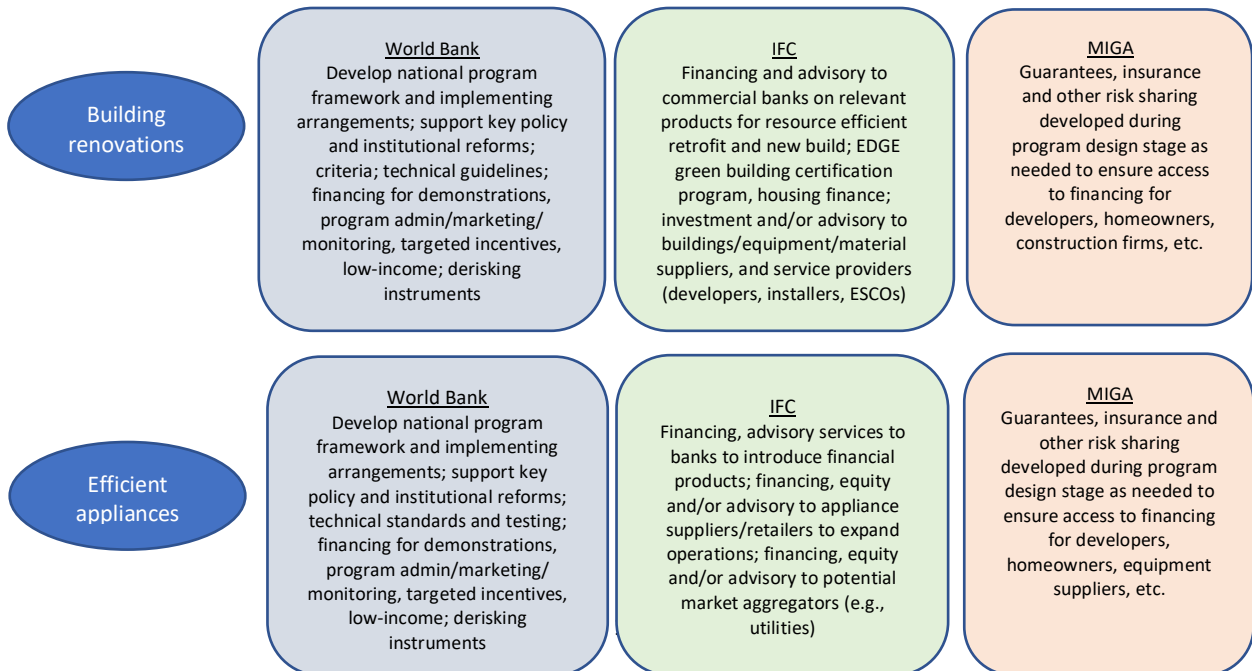 Building
renovations
World Bank
Develop national program
framework and implementing
arrangements; support key policy
and institutional reforms;
criteria; technical guidelines;
financing for demonstrations,
program admin/marketing/
monitoring, targeted incentives,
low-income; derisking
instruments
IFC
Financing and advisory to
commercial banks on relevant
products for resource efficient
retrofit and new build; EDGE
green building certification
program, housing finance;
investment and/or advisory to
buildings/equipment/material
suppliers, and service providers
(developers, installers, ESCOs)
MIGA
Guarantees, insurance
and other risk sharing
developed during
program design stage as
needed to ensure access
to financing for
developers, homeowners,
construction firms, etc.
Efficient
appliances
World Bank
Develop national program
framework and implementing
arrangements; support key
policy and institutional reforms;
technical standards and testing;
financing for demonstrations,
program admin/marketing/
monitoring, targeted incentives,
low-income; derisking
instruments
IFC
Financing, advisory services to
banks to introduce financial
products; financing, equity
and/or advisory to appliance
suppliers/retailers to expand
operations; financing, equity
and/or advisory to potential
market aggregators (e.g.,
utilities)
MIGA
Guarantees, insurance and
other risk sharing
developed during program
design stage as needed to
ensure access to financing
for developers,
homeowners, equipment
suppliers, etc.